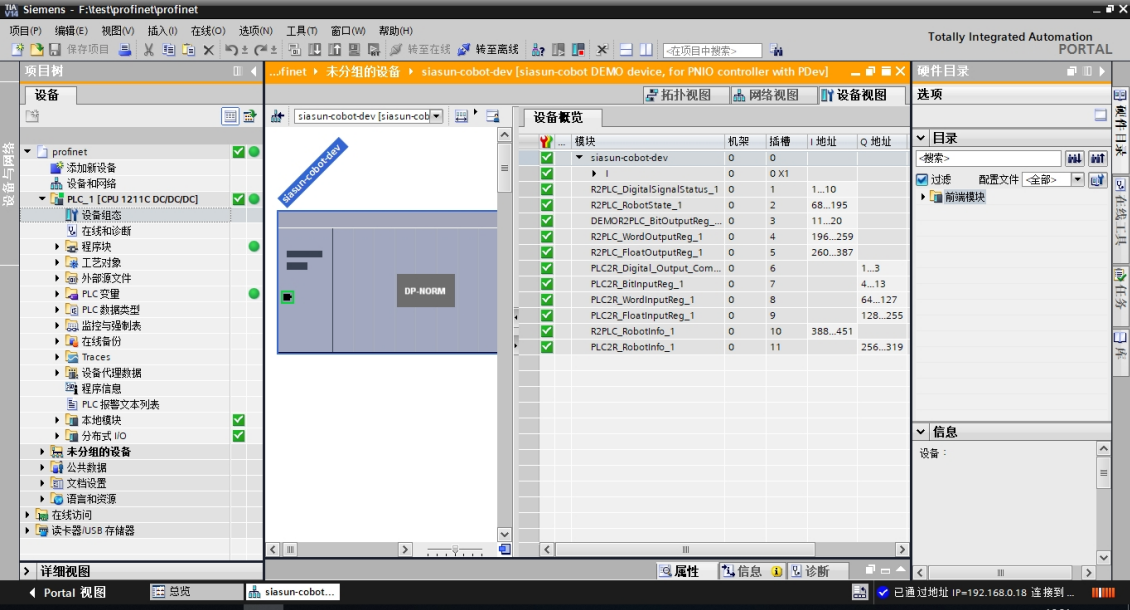 Siemens - F:\test\profinet\profinet
项目(P) 编辑(E) 视图(V) 插入(I) 在线(O) 选项(N) 工具(T) 窗口(W) 帮助(H)
保存项目 转至在线 转至离线 <在项目中搜索>
Totally Integrated Automation
PORTAL
项目树
设备
设备与网络
profinet
添加新设备
设备和网络
PLC_1 [CPU 1211C DC/DC/DC]
设备组态
在线和诊断
程序块
工艺对象
外部源文件
PLC 变量
PLC 数据类型
监控与强制表
在线备份
Traces
设备代理数据
程序信息
PLC 报警文本列表
本地模块
分布式 I/O
未分组的设备
公共数据
文档设置
语言和资源
在线访问
读卡器/USB 存储器
详细视图
...ofinet ▸ 未分组的设备 ▸ siasun-cobot-dev [siasun-cobot DEMO device, for PNIO controller with PDev]
拓扑视图 网络视图 设备视图
siasun-cobot-dev [siasun-cob
siasun-cobot-dev
DP-NORM
设备概览
... 模块 机架 插槽 I 地址 Q 地址
siasun-cobot-dev 0 0
I 0 0 X1
R2PLC_DigitalSignalStatus_1 0 1 1...10
R2PLC_RobotState_1 0 2 68...195
DEMOR2PLC_BitOutputReg_... 0 3 11...20
R2PLC_WordOutputReg_1 0 4 196...259
R2PLC_FloatOutputReg_1 0 5 260...387
PLC2R_Digital_Output_Com... 0 6 1...3
PLC2R_BitInputReg_1 0 7 4...13
PLC2R_WordInputReg_1 0 8 64...127
PLC2R_FloatInputReg_1 0 9 128...255
R2PLC_RobotInfo_1 0 10 388...451
PLC2R_RobotInfo_1 0 11 256...319
属性 信息 诊断
硬件目录
选项
目录
<搜索>
过滤 配置文件 <全部>
前端模块
信息
设备：
硬件目录
在线工具
任务
库
Portal 视图 总览 siasun-cobot... 已通过地址 IP=192.168.0.18 连接到 ...